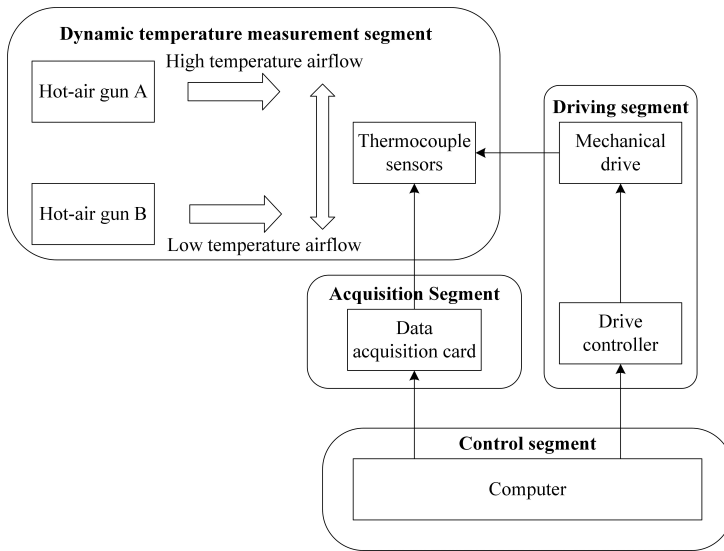 Dynamic temperature measurement segment
High temperature airflow
Hot-air gun A
Hot-air gun B
Low temperature airflow
Thermocouple
sensors
Driving segment
Mechanical
drive
Drive
controller
Acquisition Segment
Data
acquisition card
Control segment
Computer